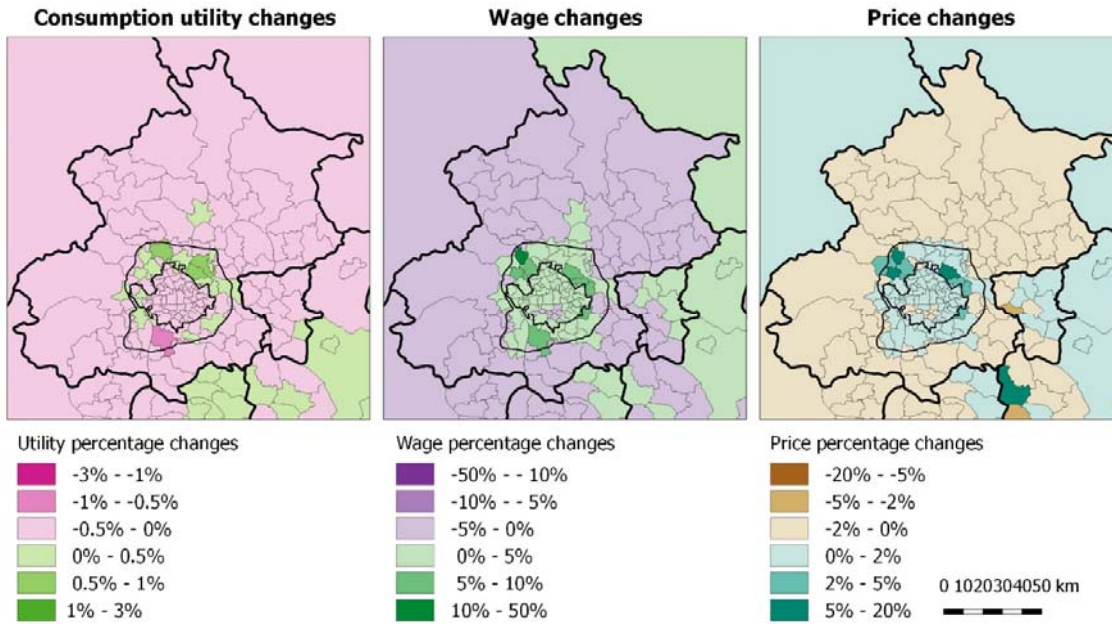 Consumption utility changes
Wage changes
Price changes
Utility percentage changes
-3% - -1%
-1% - -0.5%
-0.5% - 0%
0% - 0.5%
0.5% - 1%
1% - 3%
Wage percentage changes
-50% - - 10%
-10% - - 5%
-5% - 0%
0% - 5%
5% - 10%
10% - 50%
Price percentage changes
-20% - -5%
-5% - -2%
-2% - 0%
0% - 2%
2% - 5%
5% - 20%
0 1020304050 km